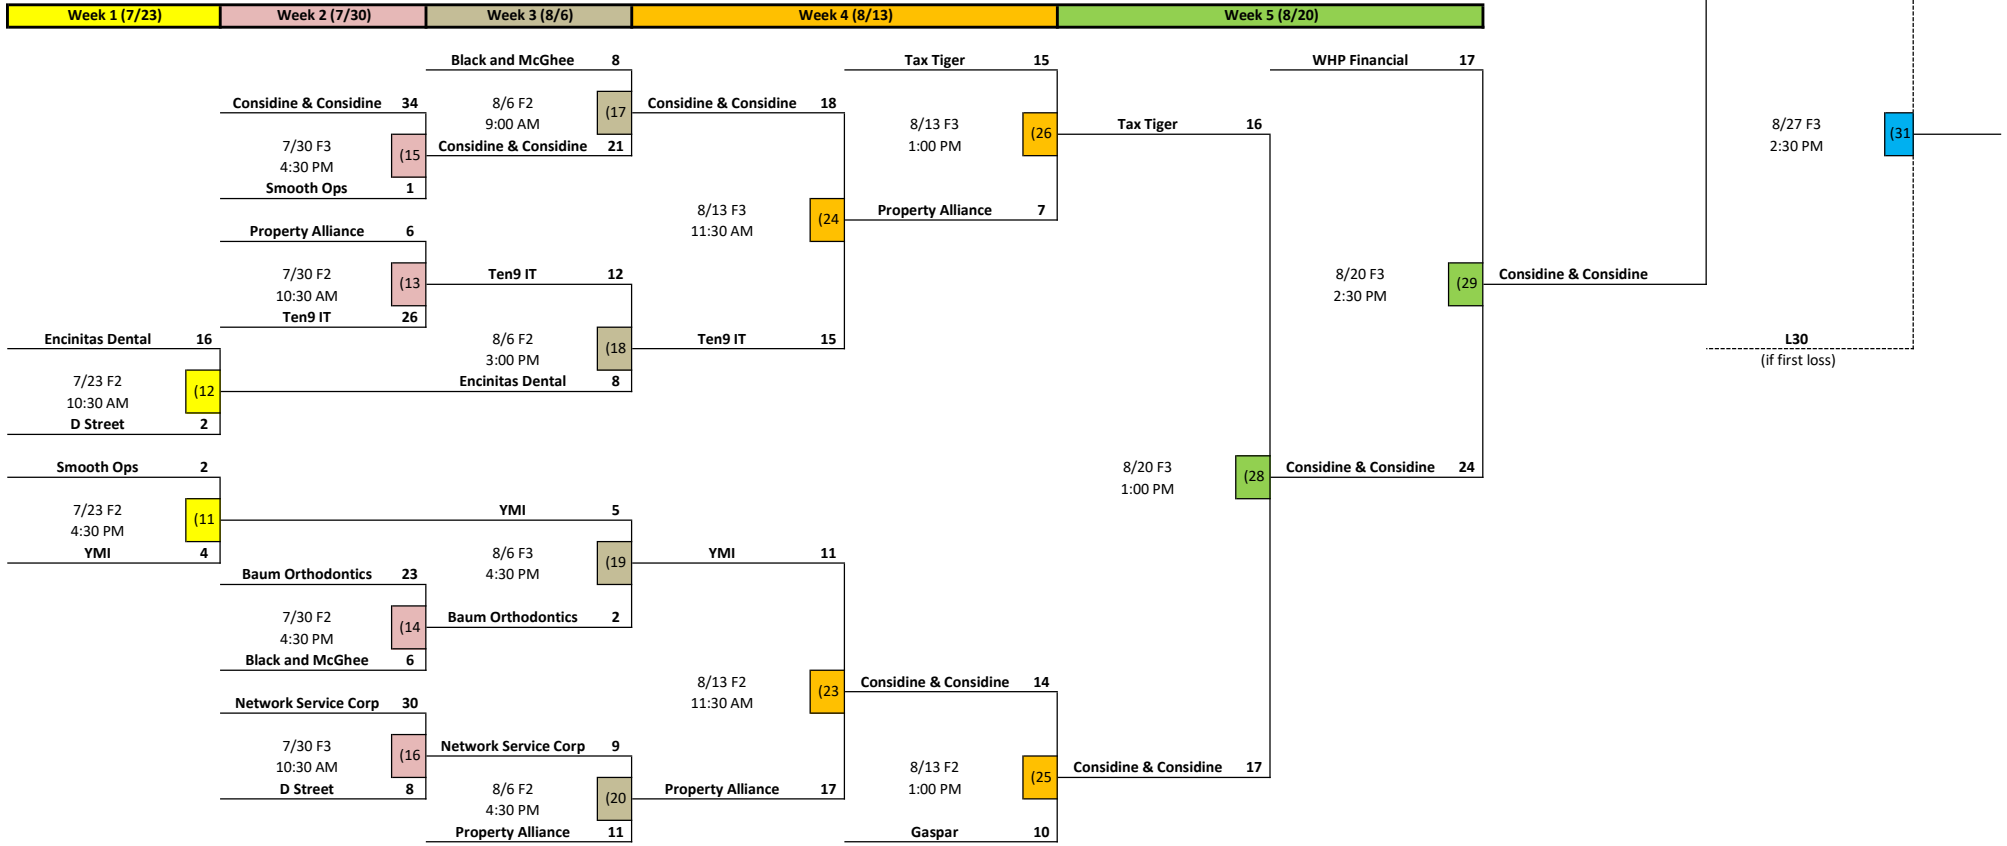 Week 1 (7/23) Week 2 (7/30) Week 3 (8/6) Week 4 (8/13) Week 5 (8/20)
Black and McGhee 8 Tax Tiger 15 WHP Financial 17
Considine & Considine 34 8/6 F2 (17 Considine & Considine 18
9:00 AM 8/13 F3 (26 Tax Tiger 16 8/27 F3 (31
7/30 F3 (15 Considine & Considine 21 1:00 PM 2:30 PM
4:30 PM
Smooth Ops 1
8/13 F3 (24 Property Alliance 7
Property Alliance 6 11:30 AM
7/30 F2 (13 Ten9 IT 12 8/20 F3 (29 Considine & Considine
10:30 AM 2:30 PM
Ten9 IT 26
Encinitas Dental 16 8/6 F2 (18 Ten9 IT 15 L30
3:00 PM (if first loss)
7/23 F2 (12 Encinitas Dental 8
10:30 AM
D Street 2
Smooth Ops 2 8/20 F3 (28 Considine & Considine 24
1:00 PM
7/23 F2 (11 YMI 5
4:30 PM
YMI 4 8/6 F3 (19 YMI 11
Baum Orthodontics 23 4:30 PM
7/30 F2 (14 Baum Orthodontics 2
4:30 PM
Black and McGhee 6
8/13 F2 (23 Considine & Considine 14
Network Service Corp 30 11:30 AM
7/30 F3 (16 Network Service Corp 9
10:30 AM 8/13 F2 (25 Considine & Considine 17
D Street 8 8/6 F2 (20 Property Alliance 17 1:00 PM
4:30 PM
Property Alliance 11 Gaspar 10